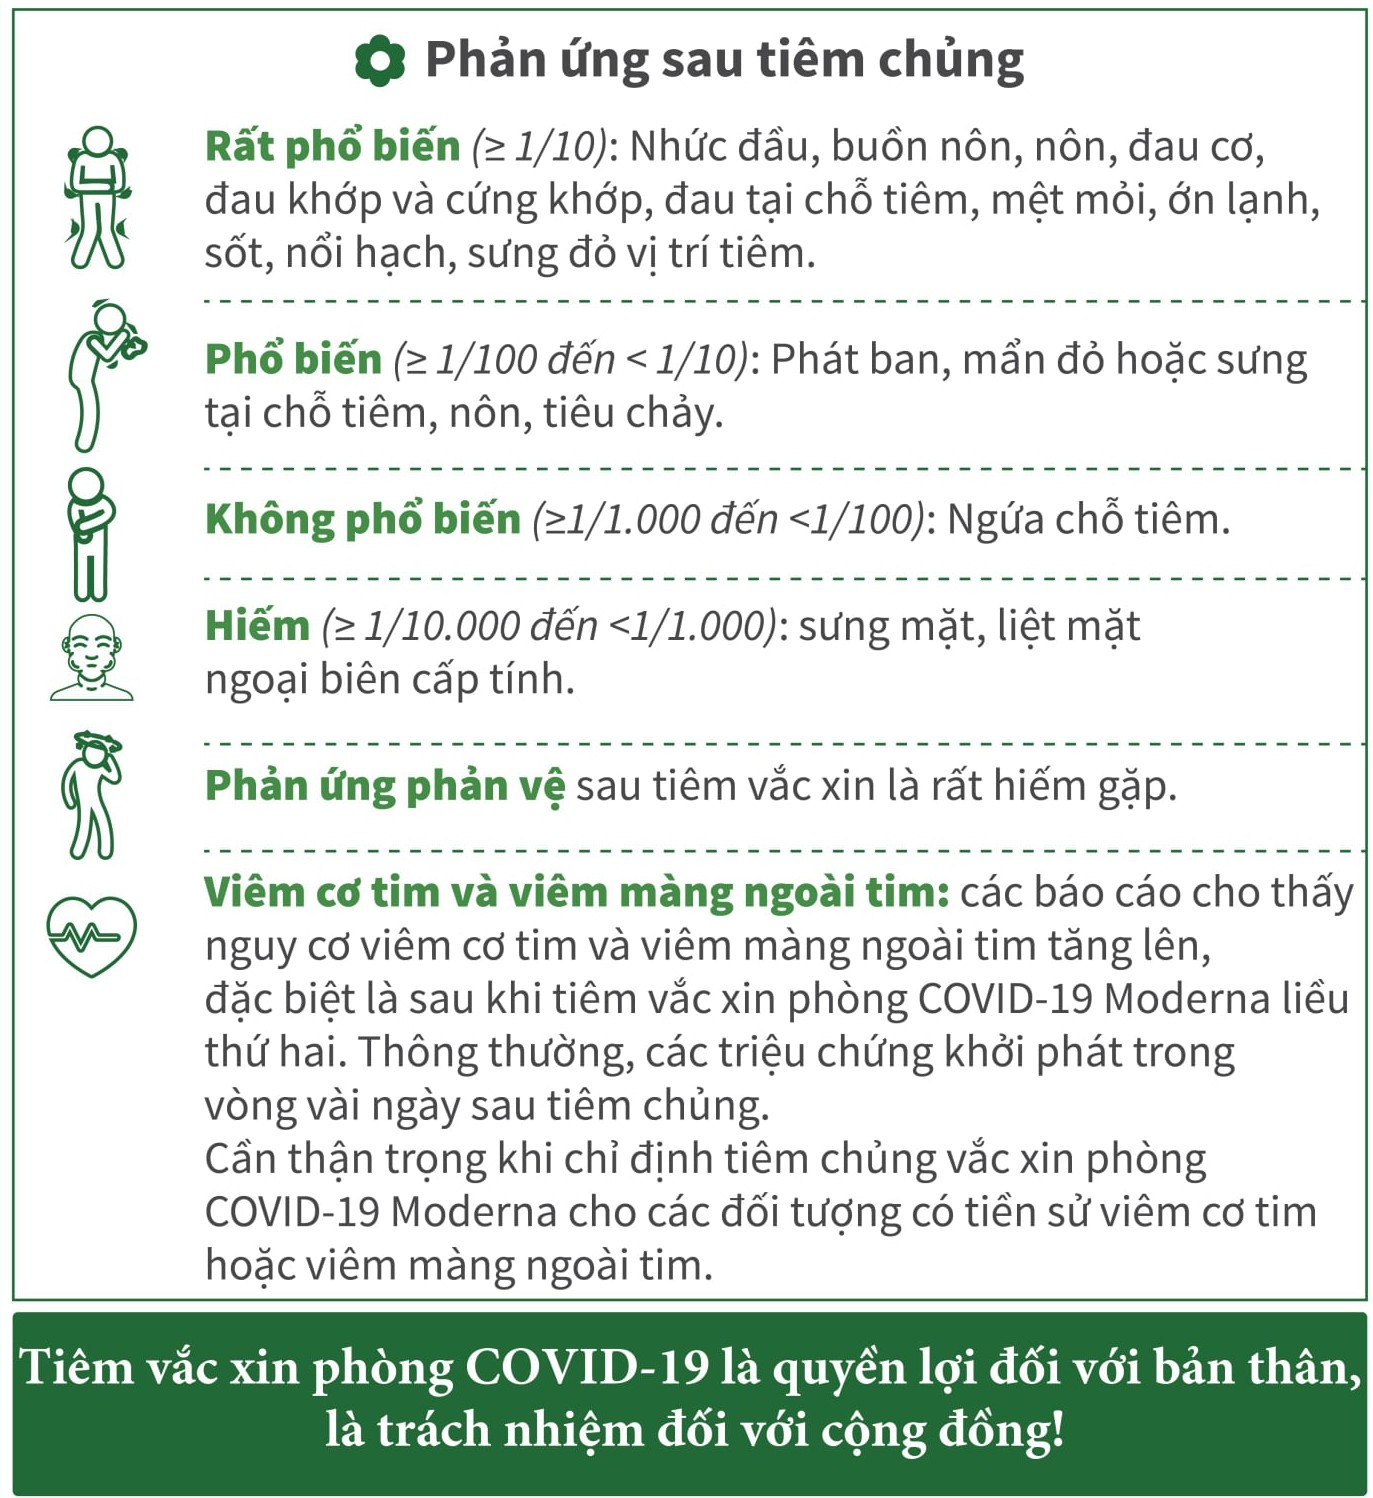 Phản ứng sau tiêm chủng
Rất phổ biến (≥ 1/10): Nhức đầu, buồn nôn, nôn, đau cơ,
đau khớp và cứng khớp, đau tại chỗ tiêm, mệt mỏi, ớn lạnh,
sốt, nổi hạch, sưng đỏ vị trí tiêm.
Phổ biến (≥ 1/100 đến < 1/10): Phát ban, mẩn đỏ hoặc sưng
tại chỗ tiêm, nôn, tiêu chảy.
Không phổ biến (≥1/1.000 đến <1/100): Ngứa chỗ tiêm.
Hiếm (≥ 1/10.000 đến <1/1.000): sưng mặt, liệt mặt
ngoại biên cấp tính.
Phản ứng phản vệ sau tiêm vắc xin là rất hiếm gặp.
Viêm cơ tim và viêm màng ngoài tim: các báo cáo cho thấy
nguy cơ viêm cơ tim và viêm màng ngoài tim tăng lên,
đặc biệt là sau khi tiêm vắc xin phòng COVID-19 Moderna liều
thứ hai. Thông thường, các triệu chứng khởi phát trong
vòng vài ngày sau tiêm chủng.
Cần thận trọng khi chỉ định tiêm chủng vắc xin phòng
COVID-19 Moderna cho các đối tượng có tiền sử viêm cơ tim
hoặc viêm màng ngoài tim.
Tiêm vắc xin phòng COVID-19 là quyền lợi đối với bản thân,
là trách nhiệm đối với cộng đồng!